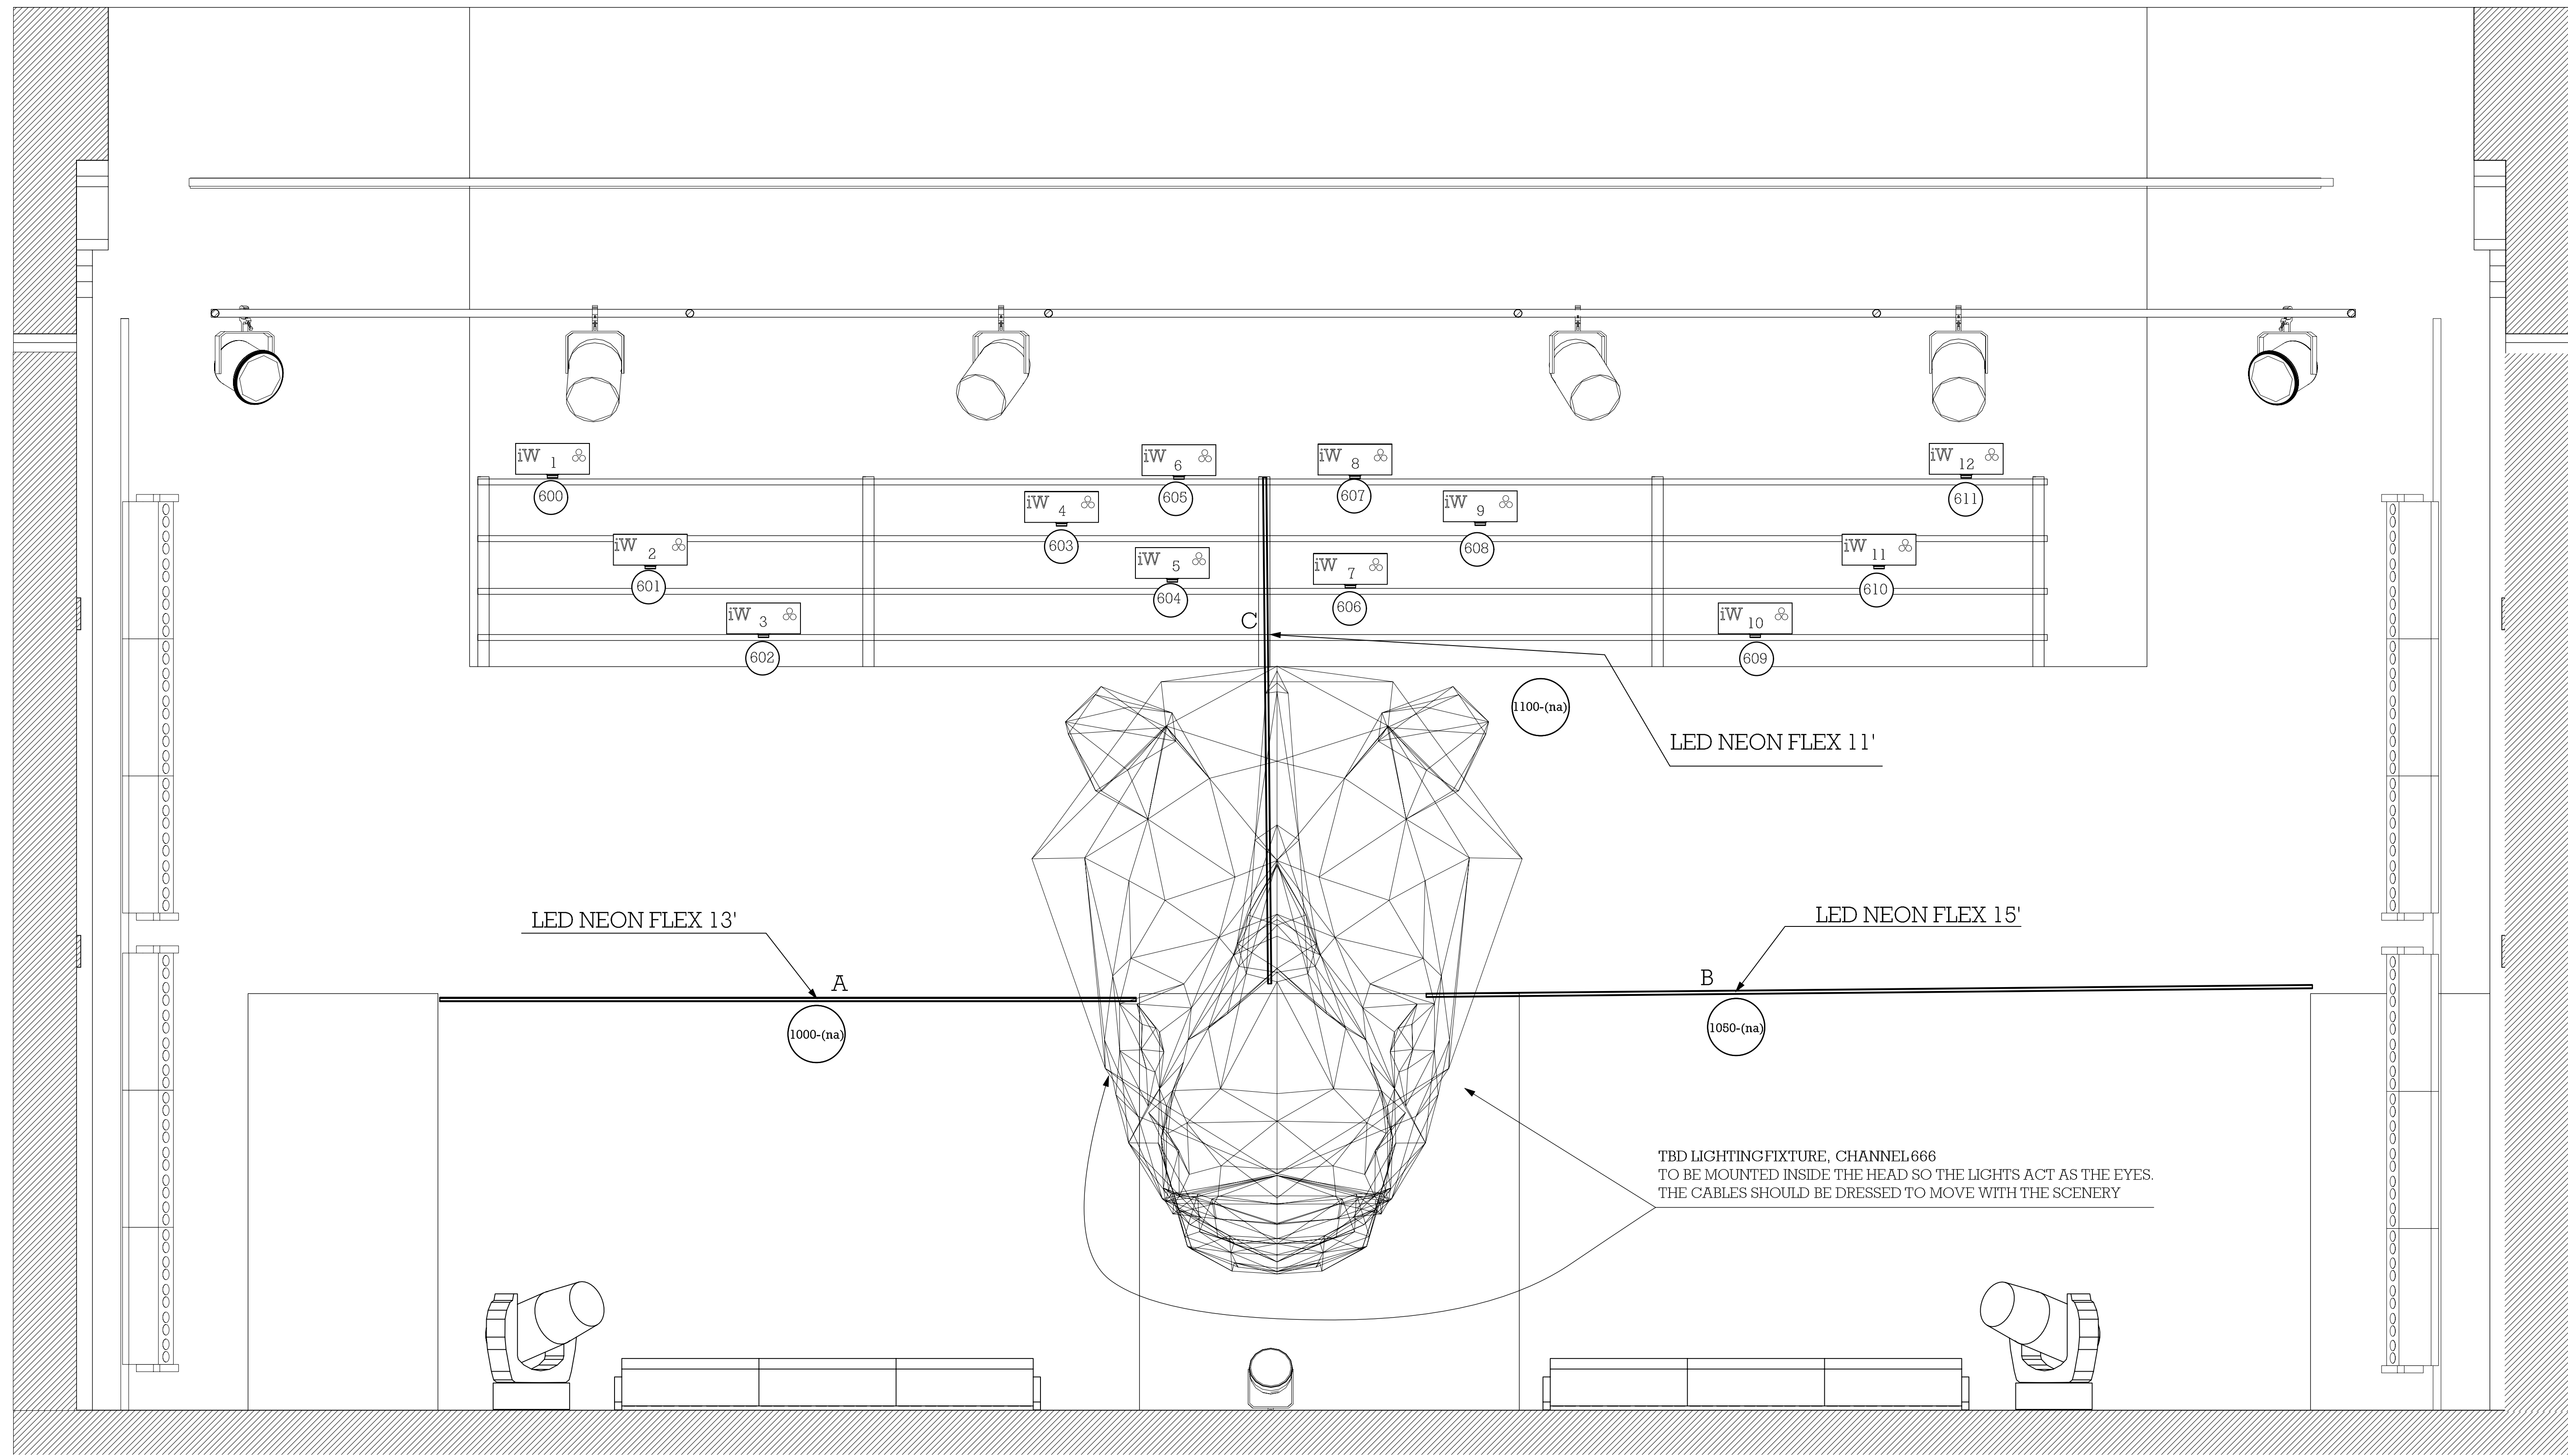 iW 1
600
iW 6
605
iW 8
607
iW 12
611
iW 4
603
iW 9
608
iW 2
601
iW 5
604
iW 7
606
iW 11
610
iW 3
602
C
iW 10
609
1100-(na)
LED NEON FLEX 11'
LED NEON FLEX 13'
LED NEON FLEX 15'
A
B
1000-(na)
1050-(na)
TBD LIGHTING FIXTURE, CHANNEL 666
TO BE MOUNTED INSIDE THE HEAD SO THE LIGHTS ACT AS THE EYES.
THE CABLES SHOULD BE DRESSED TO MOVE WITH THE SCENERY